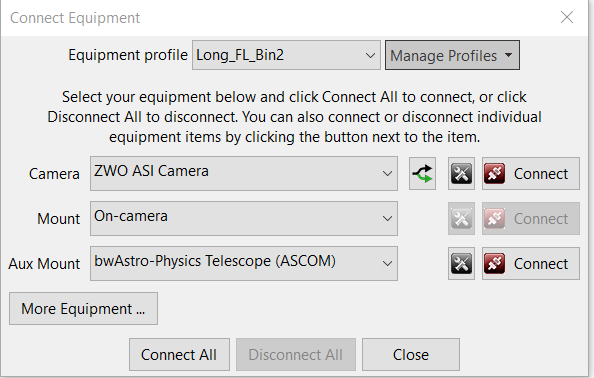 Connect Equipment
Equipment profile Long_FL_Bin2 Manage Profiles
Select your equipment below and click Connect All to connect, or click
Disconnect All to disconnect. You can also connect or disconnect individual
equipment items by clicking the button next to the item.
Camera ZWO ASI Camera Connect
Mount On-camera Connect
Aux Mount bwAstro-Physics Telescope (ASCOM) Connect
More Equipment ...
Connect All Disconnect All Close